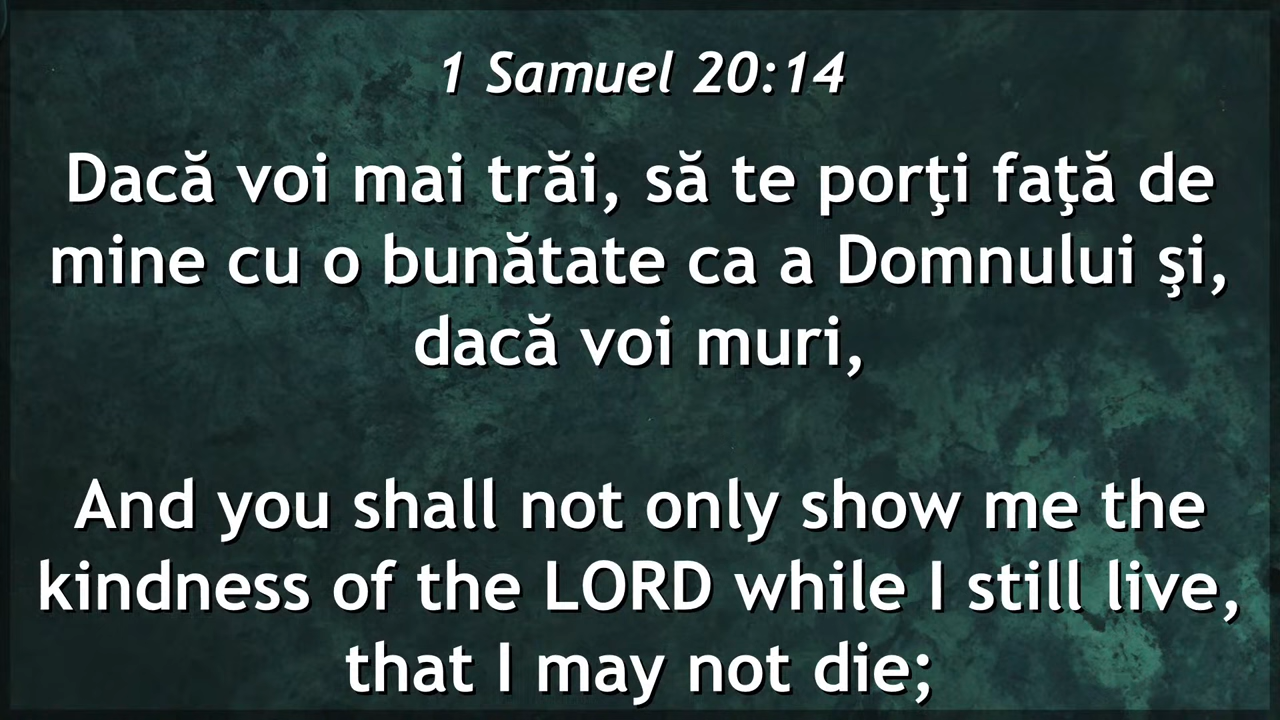 1 Samuel 20:14
Dacă voi mai trăi, să te porţi faţă de
mine cu o bunătate ca a Domnului şi,
dacă voi muri,
And you shall not only show me the
kindness of the LORD while I still live,
that I may not die;